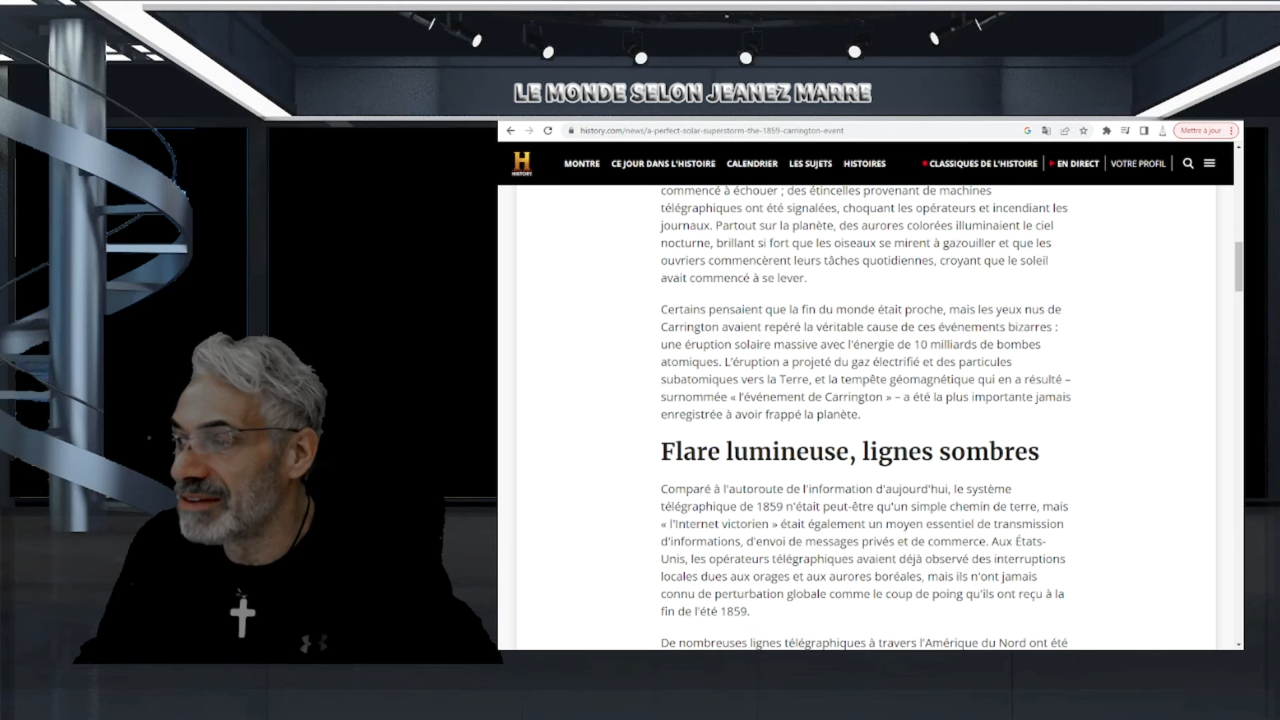 LE MONDE SELON JEANEZ MARRE
history.com/news/a-perfect-solar-superstorm-the-1859-carrington-event
Mettre à jour
H
HISTORY
MONTRE CE JOUR DANS L'HISTOIRE CALENDRIER LES SUJETS HISTOIRES CLASSIQUES DE L'HISTOIRE EN DIRECT VOTRE PROFIL
commencé à échouer ; des étincelles provenant de machines
télégraphiques ont été signalées, choquant les opérateurs et incendiant les
journaux. Partout sur la planète, des aurores colorées illuminaient le ciel
nocturne, brillant si fort que les oiseaux se mirent à gazouiller et que les
ouvriers commencèrent leurs tâches quotidiennes, croyant que le soleil
avait commencé à se lever.
Certains pensaient que la fin du monde était proche, mais les yeux nus de
Carrington avaient repéré la véritable cause de ces événements bizarres :
une éruption solaire massive avec l'énergie de 10 milliards de bombes
atomiques. L'éruption a projeté du gaz électrifié et des particules
subatomiques vers la Terre, et la tempête géomagnétique qui en a résulté –
surnommée « l'événement de Carrington » – a été la plus importante jamais
enregistrée à avoir frappé la planète.
Flare lumineuse, lignes sombres
Comparé à l'autoroute de l'information d'aujourd'hui, le système
télégraphique de 1859 n'était peut-être qu'un simple chemin de terre, mais
« l'Internet victorien » était également un moyen essentiel de transmission
d'informations, d'envoi de messages privés et de commerce. Aux États-
Unis, les opérateurs télégraphiques avaient déjà observé des interruptions
locales dues aux orages et aux aurores boréales, mais ils n'ont jamais
connu de perturbation globale comme le coup de poing qu'ils ont reçu à la
fin de l'été 1859.
De nombreuses lignes télégraphiques à travers l'Amérique du Nord ont été